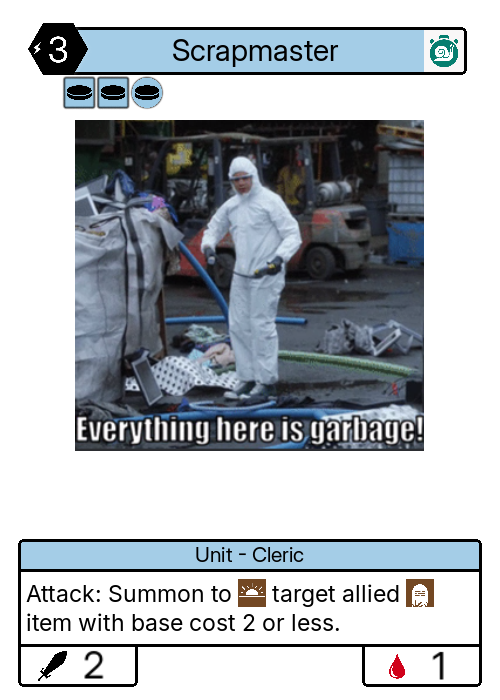 3
Scrapmaster
Everything here is garbage!
Unit - Cleric
Attack: Summon to target allied
item with base cost 2 or less.
2
1